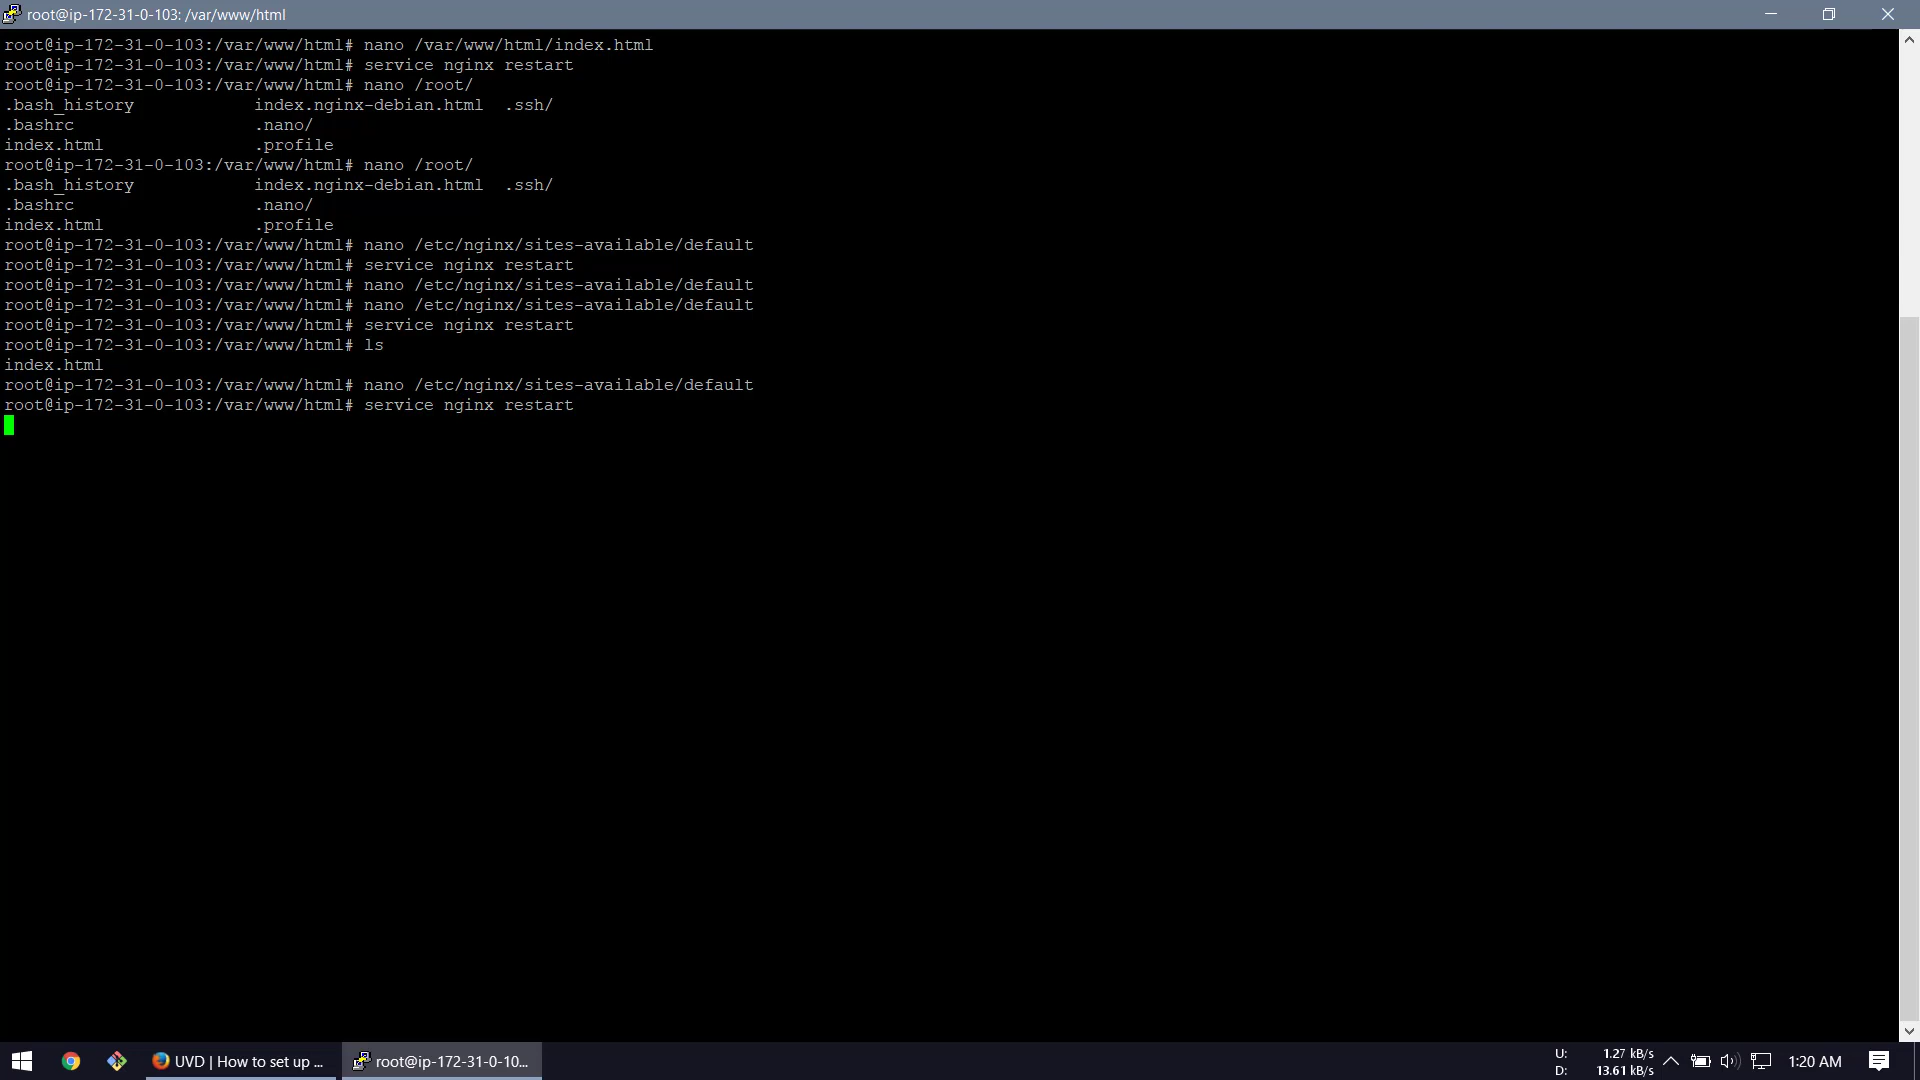 root@ip-172-31-0-103: /var/www/html
root@ip-172-31-0-103:/var/www/html# nano /var/www/html/index.html
root@ip-172-31-0-103:/var/www/html# service nginx restart
root@ip-172-31-0-103:/var/www/html# nano /root/
.bash_history index.nginx-debian.html .ssh/
.bashrc .nano/
index.html .profile
root@ip-172-31-0-103:/var/www/html# nano /root/
.bash_history index.nginx-debian.html .ssh/
.bashrc .nano/
index.html .profile
root@ip-172-31-0-103:/var/www/html# nano /etc/nginx/sites-available/default
root@ip-172-31-0-103:/var/www/html# service nginx restart
root@ip-172-31-0-103:/var/www/html# nano /etc/nginx/sites-available/default
root@ip-172-31-0-103:/var/www/html# nano /etc/nginx/sites-available/default
root@ip-172-31-0-103:/var/www/html# service nginx restart
root@ip-172-31-0-103:/var/www/html# ls
index.html
root@ip-172-31-0-103:/var/www/html# nano /etc/nginx/sites-available/default
root@ip-172-31-0-103:/var/www/html# service nginx restart
UVD | How to set up ... root@ip-172-31-0-10... U: 1.27 kB/s 1:20 AM
D: 13.61 kB/s